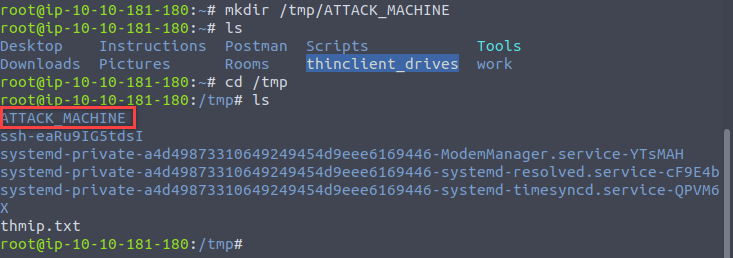 root@ip-10-10-181-180:~# mkdir /tmp/ATTACK_MACHINE
root@ip-10-10-181-180:~# ls
Desktop Instructions Postman Scripts Tools
Downloads Pictures Rooms thinclient_drives work
root@ip-10-10-181-180:~# cd /tmp
root@ip-10-10-181-180:/tmp# ls
ATTACK_MACHINE
ssh-eaRu9IG5tdsI
systemd-private-a4d49873310649249454d9eee6169446-ModemManager.service-YTsMAH
systemd-private-a4d49873310649249454d9eee6169446-systemd-resolved.service-cF9E4b
systemd-private-a4d49873310649249454d9eee6169446-systemd-timesyncd.service-QPVM6
X
thmip.txt
root@ip-10-10-181-180:/tmp#